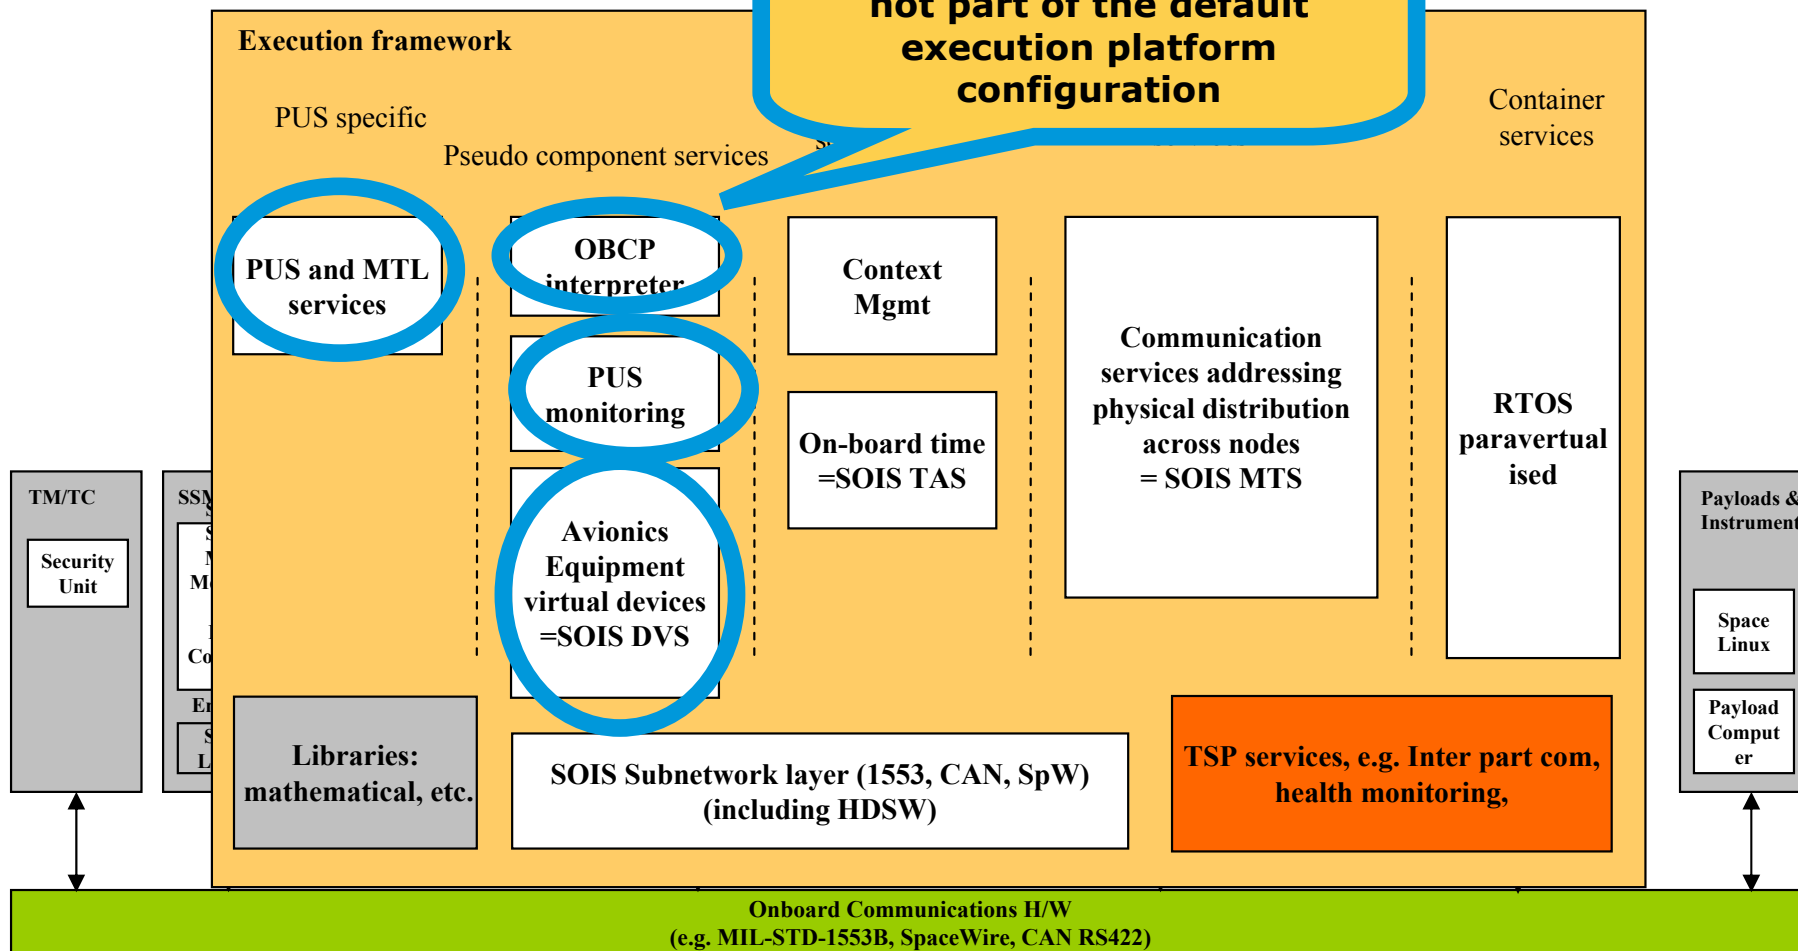 not part of the default
execution platform
configuration
Execution framework
PUS specific
Pseudo component services
Container
services
PUS and MTL
services
OBCP
interpreter
PUS
monitoring
Avionics
Equipment
virtual devices
=SOIS DVS
Context
Mgmt
On-board time
=SOIS TAS
Communication
services addressing
physical distribution
across nodes
= SOIS MTS
RTOS
paravertual
ised
TM/TC
Security
Unit
Payloads &
Instrument
Space
Linux
Payload
Comput
er
Libraries:
mathematical, etc.
SOIS Subnetwork layer (1553, CAN, SpW)
(including HDSW)
TSP services, e.g. Inter part com,
health monitoring,
Onboard Communications H/W
(e.g. MIL-STD-1553B, SpaceWire, CAN RS422)